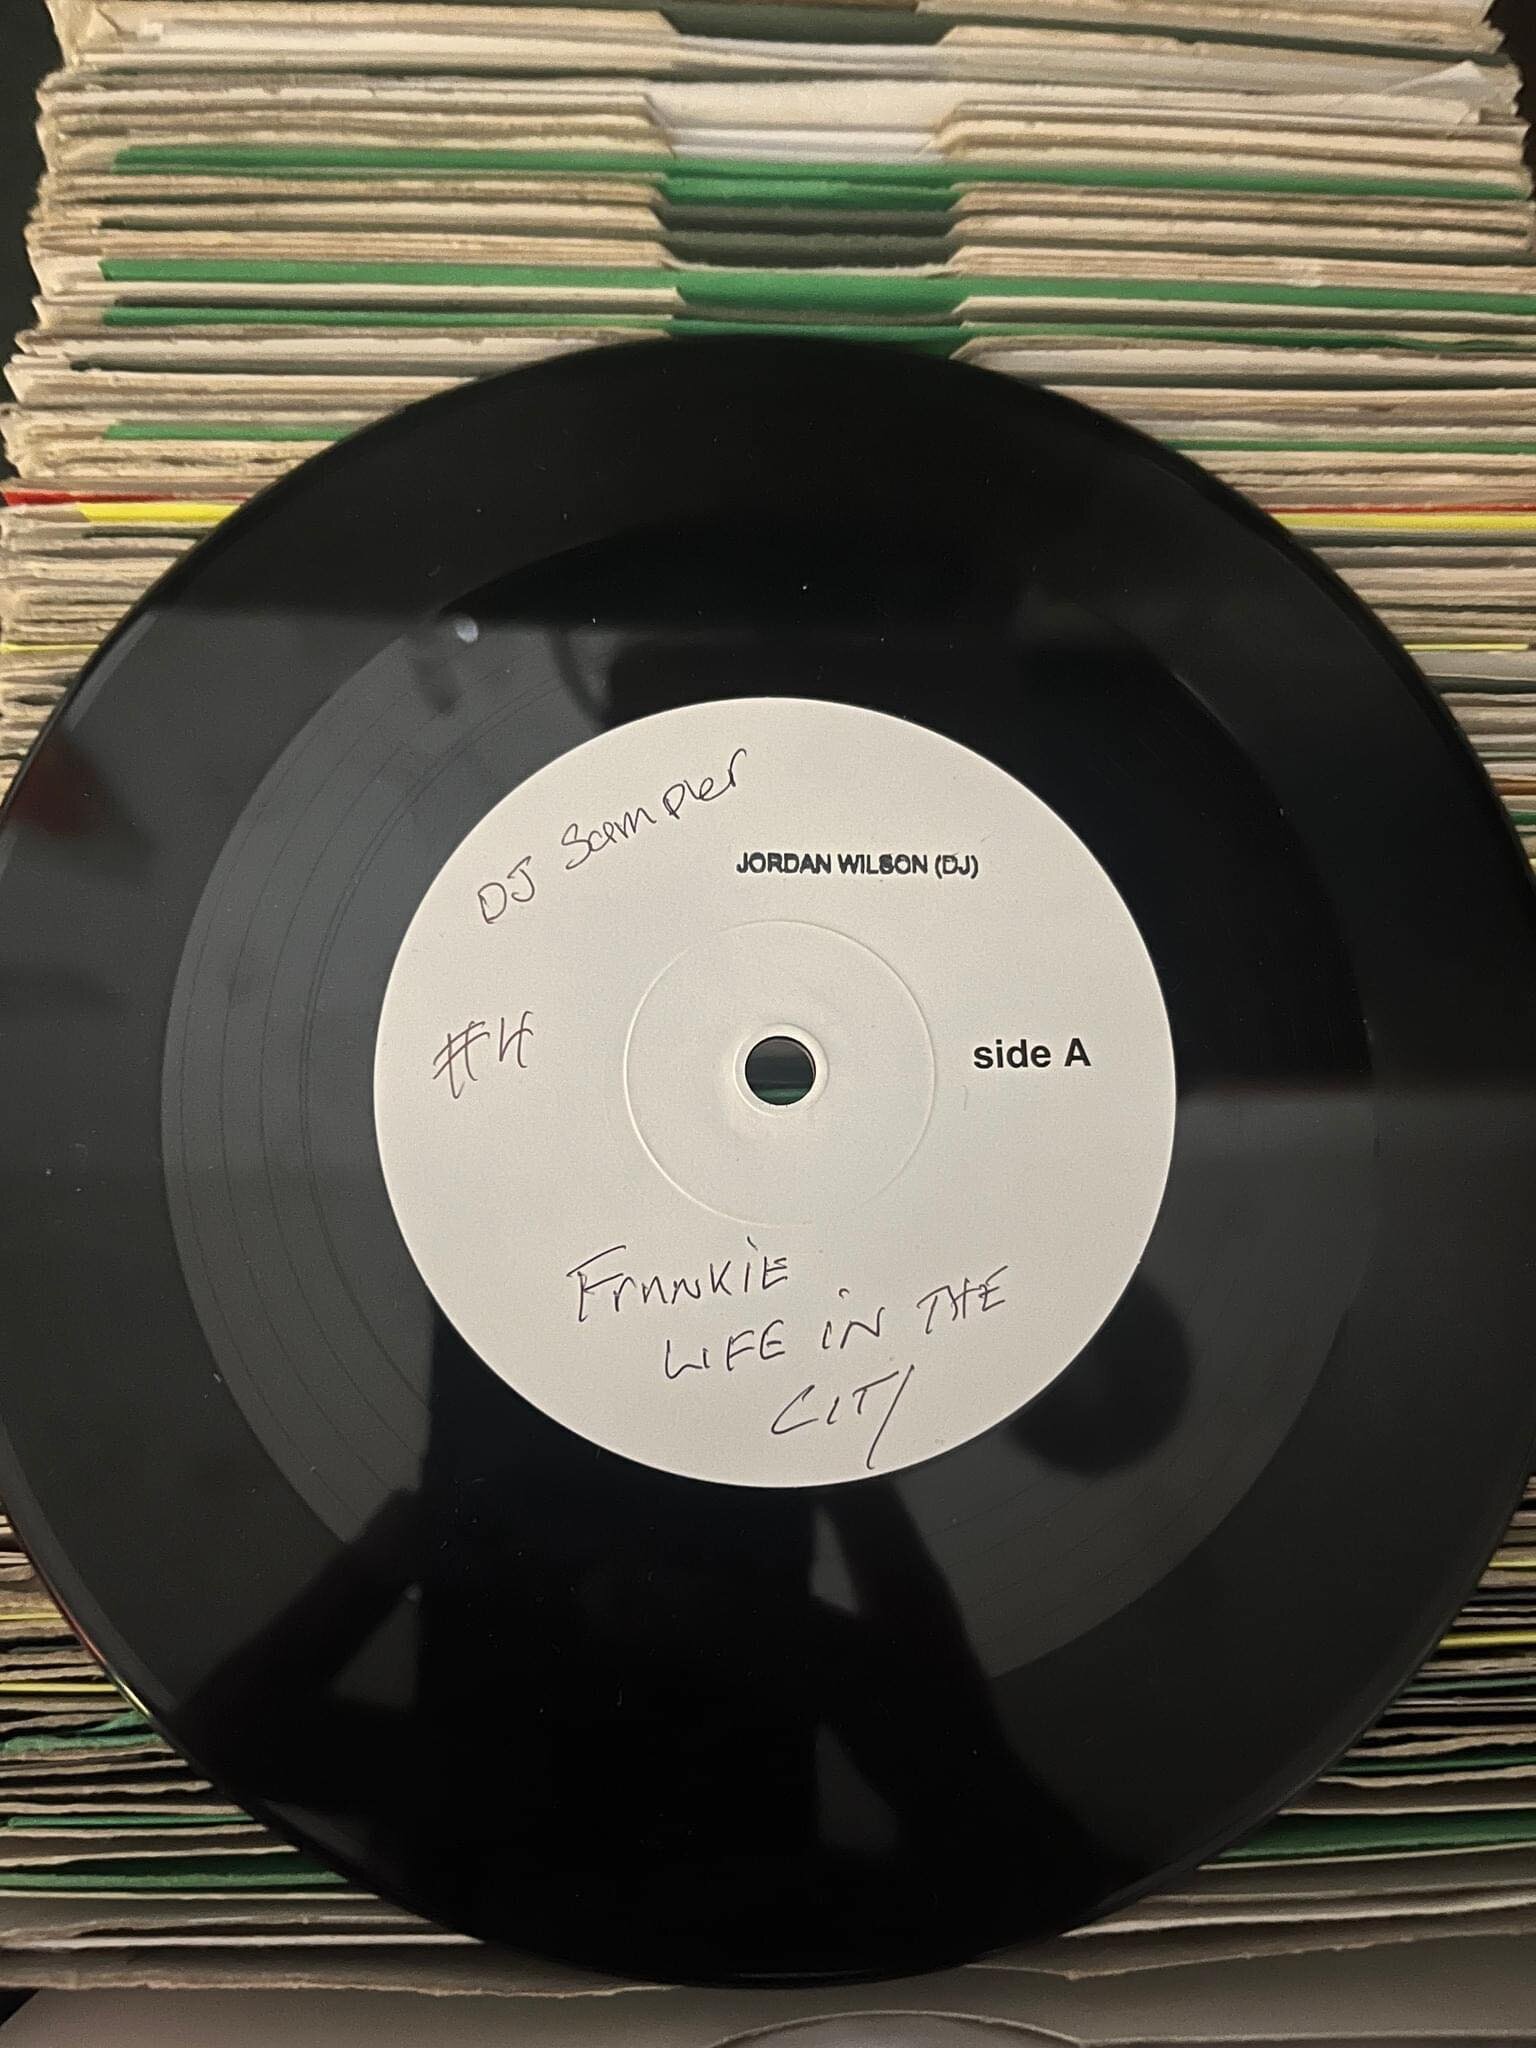 DJ Sampler
JORDAN WILSON (DJ)
#4
side A
FrANKiE
LIFE iN THE
CITY